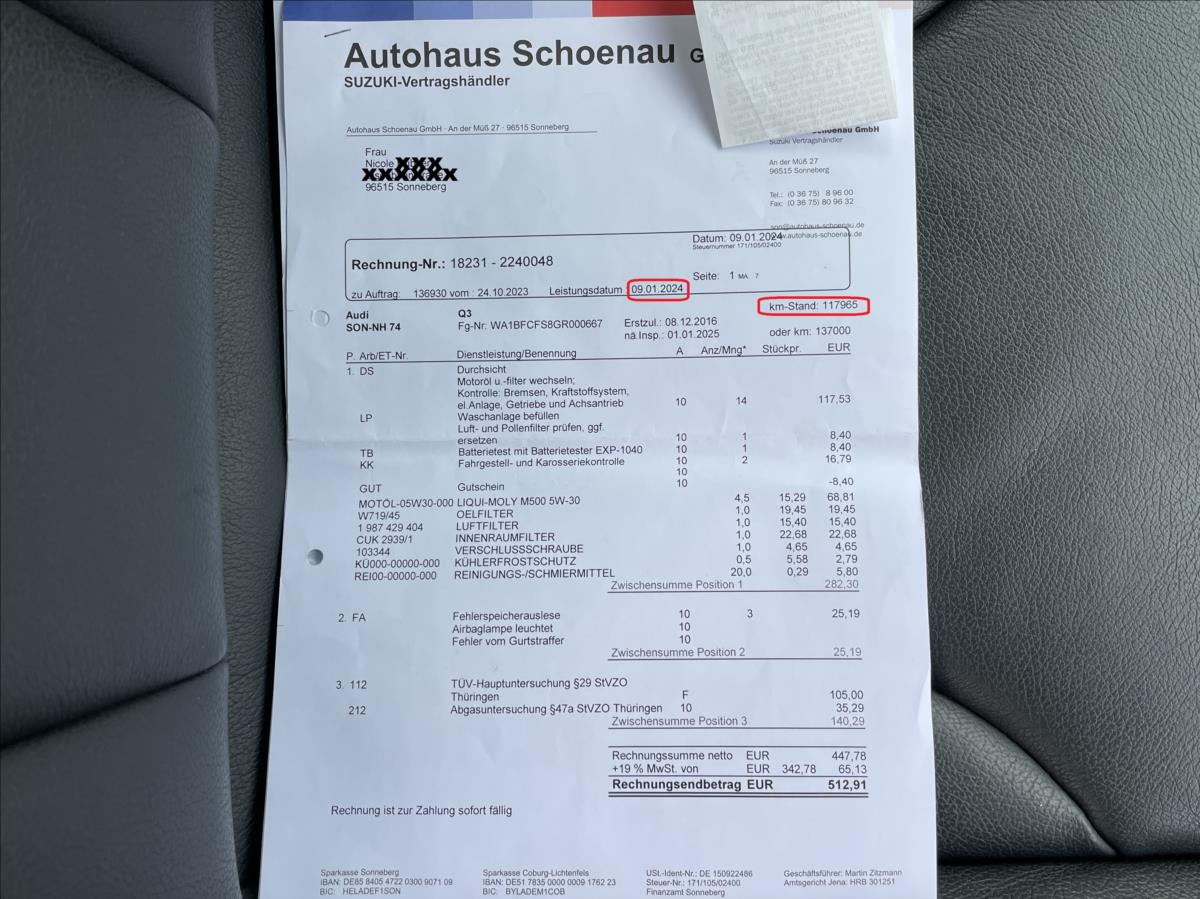 Autohaus Schoenau G
SUZUKI-Vertragshändler
Autohaus Schoenau GmbH · An der Müß 27 · 96515 Sonneberg
Schoenau GmbH
Suzuki Vertragshändler
An der Müß 27
96515 Sonneberg
Tel.: (0 36 75) 8 96 00
Fax: (0 36 75) 80 96 32
son@autohaus-schoenau.de
www.autohaus-schoenau.de
Frau
Nicole XXX
XXXXXX
96515 Sonneberg
Datum: 09.01.2024
Steuernummer 171/105/02400
Rechnung-Nr.: 18231 - 2240048
Seite: 1 MA 7
zu Auftrag: 136930 vom : 24.10.2023 Leistungsdatum : 09.01.2024
km-Stand: 117965
Audi Q3
SON-NH 74 Fg-Nr: WA1BFCFS8GR000667 Erstzul.: 08.12.2016
nä.Insp.: 01.01.2025 oder km: 137000
P. Arb/ET-Nr. Dienstleistung/Benennung A Anz/Mng* Stückpr. EUR
1. DS Durchsicht
Motoröl u.-filter wechseln;
Kontrolle: Bremsen, Kraftstoffsystem,
el.Anlage, Getriebe und Achsantrieb 10 14 117,53
LP Waschanlage befüllen
Luft- und Pollenfilter prüfen, ggf.
ersetzen 10 1 8,40
TB Batterietest mit Batterietester EXP-1040 10 1 8,40
KK Fahrgestell- und Karosseriekontrolle 10 2 16,79
10
GUT Gutschein 10 -8,40
MOTÖL-05W30-000 LIQUI-MOLY M500 5W-30 4,5 15,29 68,81
W719/45 OELFILTER 1,0 19,45 19,45
1 987 429 404 LUFTFILTER 1,0 15,40 15,40
CUK 2939/1 INNENRAUMFILTER 1,0 22,68 22,68
103344 VERSCHLUSSSCHRAUBE 1,0 4,65 4,65
KÜ000-00000-000 KÜHLERFROSTSCHUTZ 0,5 5,58 2,79
REI00-00000-000 REINIGUNGS-/SCHMIERMITTEL 20,0 0,29 5,80
Zwischensumme Position 1 282,30
2. FA Fehlerspeicherauslese 10 3 25,19
Airbaglampe leuchtet 10
Fehler vom Gurtstraffer 10
Zwischensumme Position 2 25,19
3. 112 TÜV-Hauptuntersuchung §29 StVZO
Thüringen F 105,00
212 Abgasuntersuchung §47a StVZO Thüringen 10 35,29
Zwischensumme Position 3 140,29
Rechnungssumme netto EUR 447,78
+19 % MwSt. von EUR 342,78 65,13
Rechnungsendbetrag EUR 512,91
Rechnung ist zur Zahlung sofort fällig
Sparkasse Sonneberg
IBAN: DE85 8405 4722 0300 9071 09
BIC: HELADEF1SON
Sparkasse Coburg-Lichtenfels
IBAN: DE51 7835 0000 0009 1762 23
BIC: BYLADEM1COB
USt.-Ident-Nr.: DE 150922486
Steuer-Nr.: 171/105/02400
Finanzamt Sonneberg
Geschäftsführer: Martin Zitzmann
Amtsgericht Jena: HRB 301251